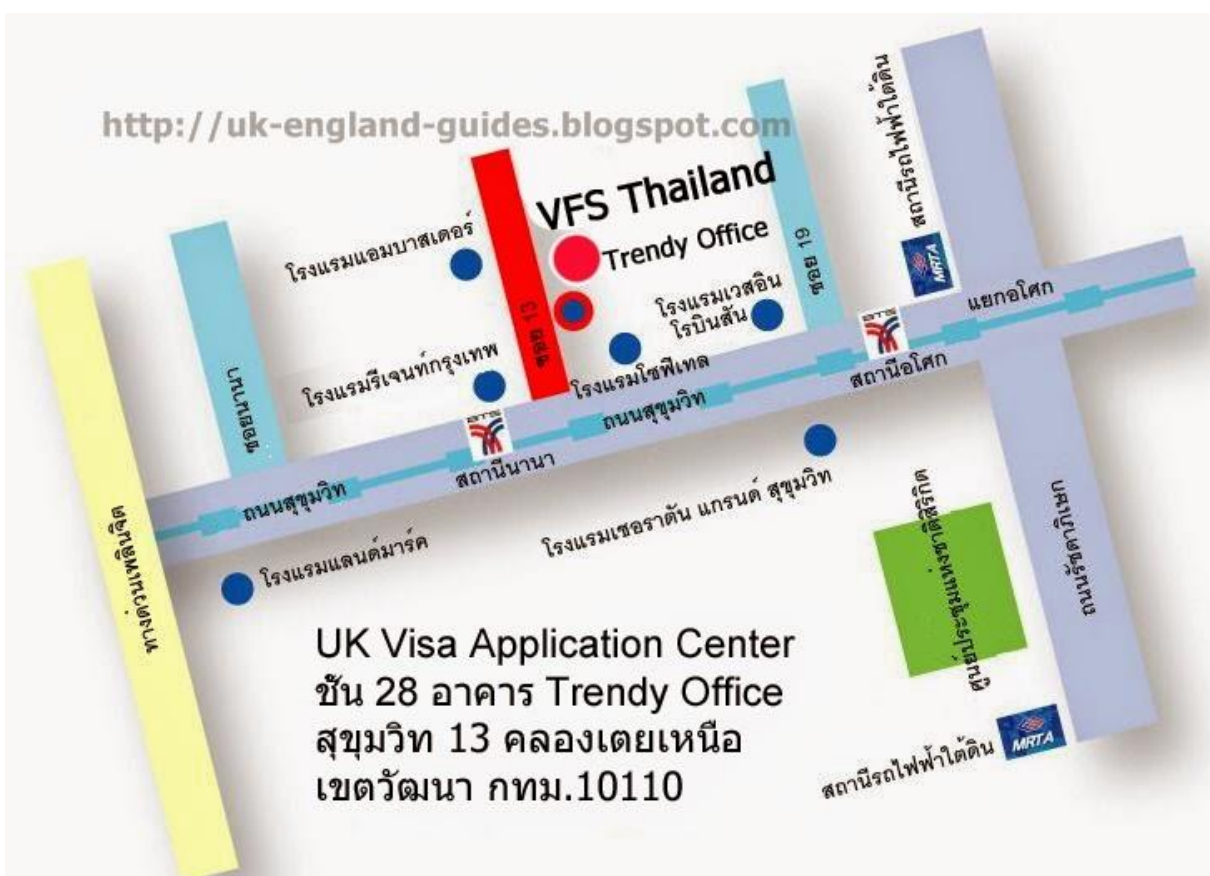 http://uk-england-guides.blogspot.com
สถานีรถไฟฟ้าใต้ดิน
MRTA
VFS Thailand
Trendy Office
โรงแรมแอมบาสเดอร์
ซอย 13
ซอย 19
โรงแรมเวสอิน
โรบินสัน
แยกอโศก
BTS
สถานีอโศก
โรงแรมรีเจนท์กรุงเทพ
โรงแรมโซฟีเทล
ซอยนานา
ถนนสุขุมวิท
BTS
สถานีนานา
ถนนสุขุมวิท
โรงแรมเชอราตัน แกรนด์ สุขุมวิท
โรงแรมแลนด์มาร์ค
ทางด่วนเพลินจิต
ศูนย์ประชุมแห่งชาติสิริกิต
ถนนรัชดาภิเษก
UK Visa Application Center
ชั้น 28 อาคาร Trendy Office
สุขุมวิท 13 คลองเตยเหนือ
เขตวัฒนา กทม.10110
สถานีรถไฟฟ้าใต้ดิน
MRTA